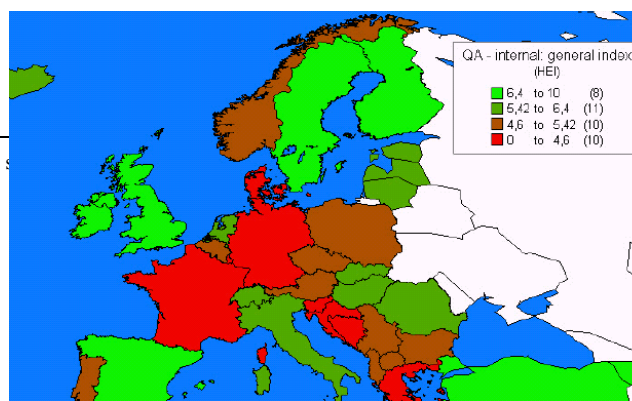 QA - internal: general index
(HEI)
6,4 to 10 (8)
5,42 to 6,4 (11)
4,6 to 5,42 (10)
0 to 4,6 (10)
s